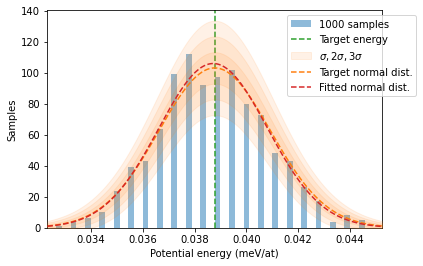 140
120
100
80
60
40
20
0
Samples
0.034 0.036 0.038 0.040 0.042 0.044
Potential energy (meV/at)
1000 samples
Target energy
σ, 2σ, 3σ
Target normal dist.
Fitted normal dist.